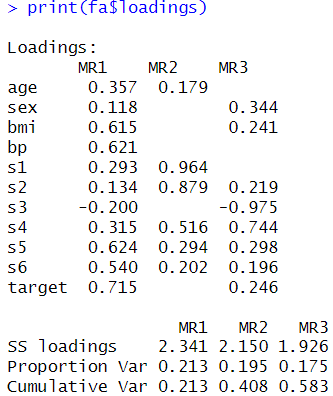 > print(fa$loadings)
Loadings:
MR1 MR2 MR3
age 0.357 0.179
sex 0.118 0.344
bmi 0.615 0.241
bp 0.621
s1 0.293 0.964
s2 0.134 0.879 0.219
s3 -0.200 -0.975
s4 0.315 0.516 0.744
s5 0.624 0.294 0.298
s6 0.540 0.202 0.196
target 0.715 0.246
MR1 MR2 MR3
SS loadings 2.341 2.150 1.926
Proportion Var 0.213 0.195 0.175
Cumulative Var 0.213 0.408 0.583